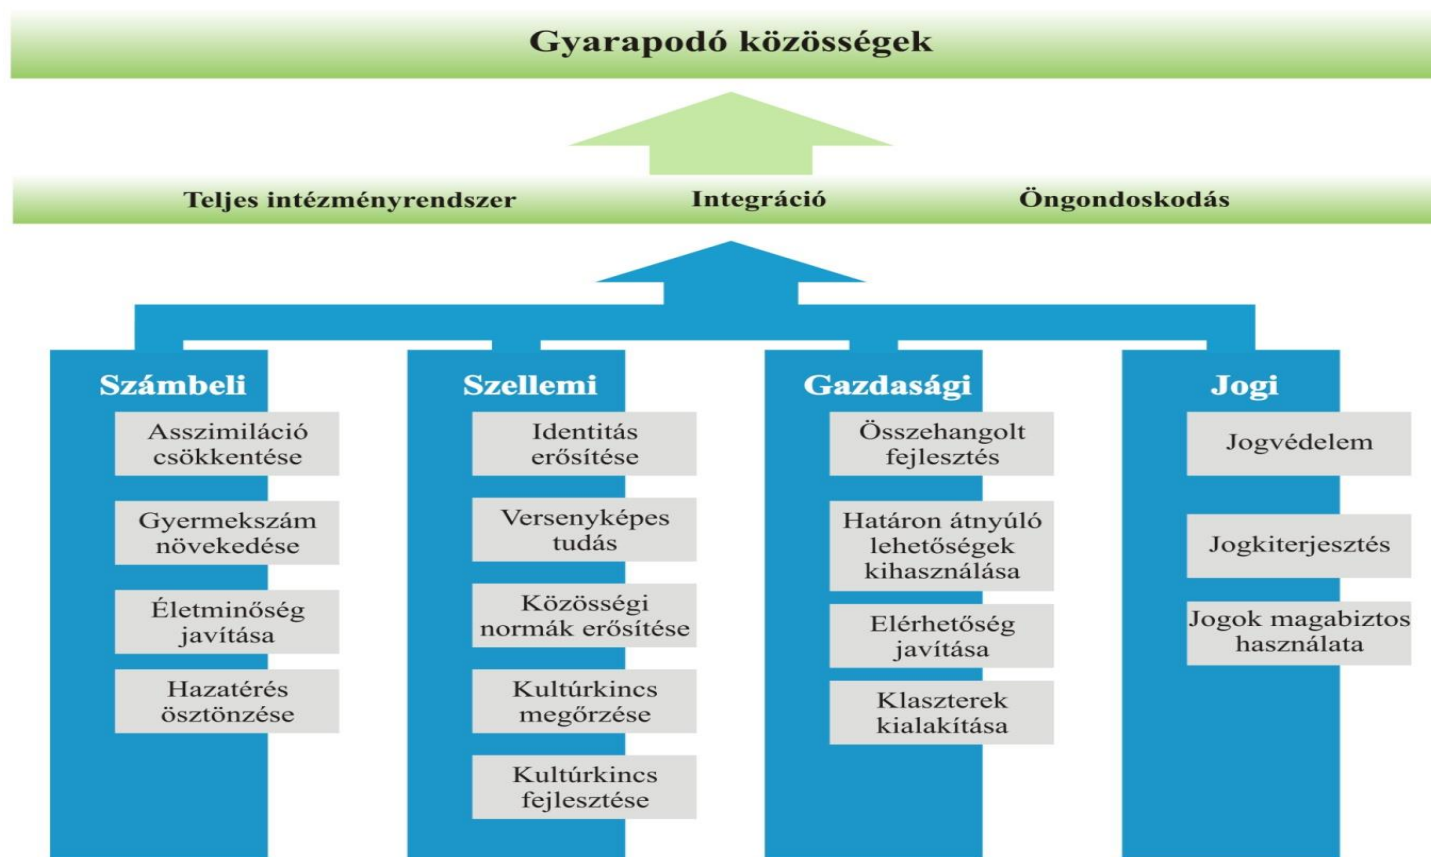 Gyarapodó közösségek
Teljes intézményrendszer
Integráció
Öngondoskodás
Számbeli
Asszimiláció
csökkentése
Gyermekszám
növekedése
Életminőség
javítása
Hazatérés
ösztönzése
Szellemi
Identitás
erősítése
Versenyképes
tudás
Közösségi
normák erősítése
Kultúrkincs
megőrzése
Kultúrkincs
fejlesztése
Gazdasági
Összehangolt
fejlesztés
Határon átnyúló
lehetőségek
kihasználása
Elérhetőség
javítása
Klaszterek
kialakítása
Jogi
Jogvédelem
Jogkiterjesztés
Jogok magabiztos
használata